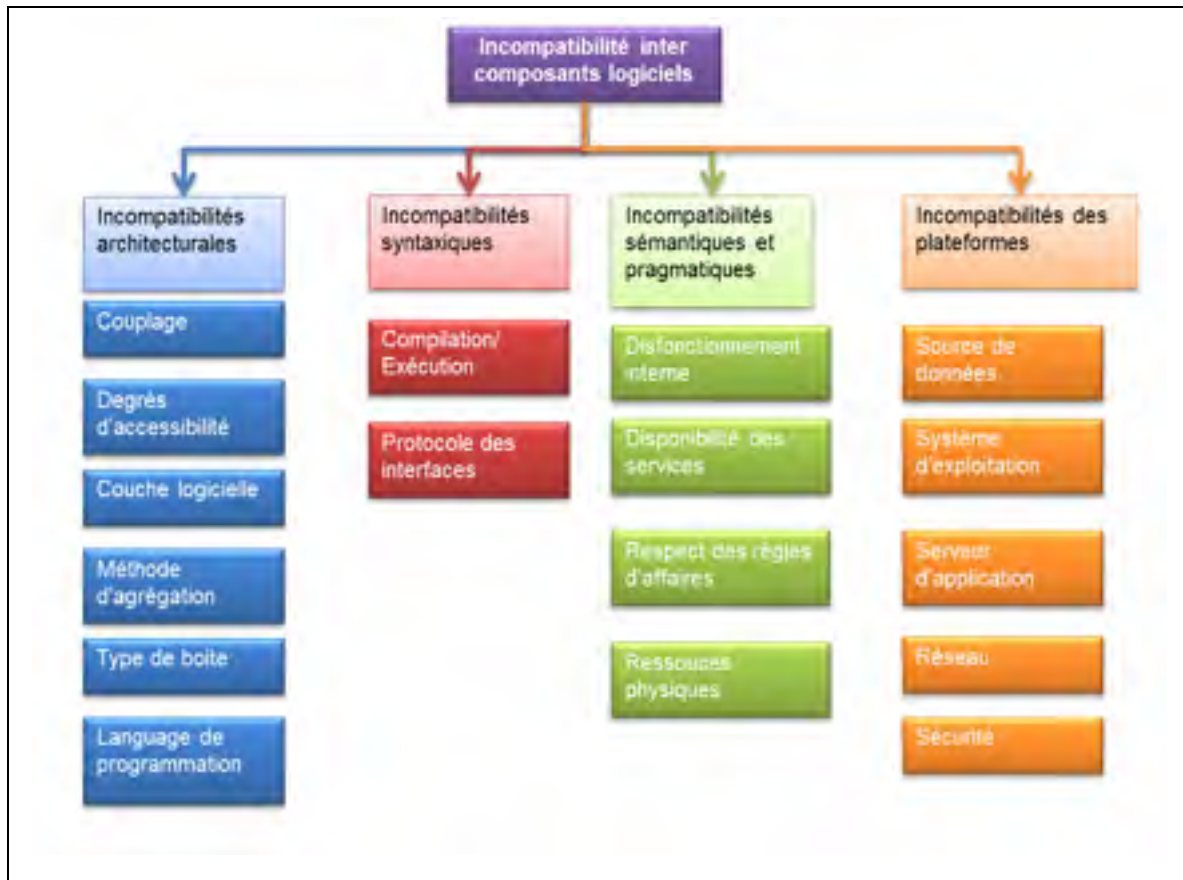 Incompatibilité inter
composants logiciels
Incompatibilités
architecturales
Couplage
Degrés
d'accessibilité
Couche logicielle
Méthode
d'agrégation
Type de boite
Language de
programmation
Incompatibilités
syntaxiques
Compilation/
Exécution
Protocole des
interfaces
Incompatibilités
sémantiques et
pragmatiques
Disfonctionnement
interne
Disponibilité des
services
Respect des règles
d'affaires
Ressouces
physiques
Incompatibilités des
plateformes
Source de
données
Système
d'exploitation
Serveur
d'application
Réseau
Sécurité